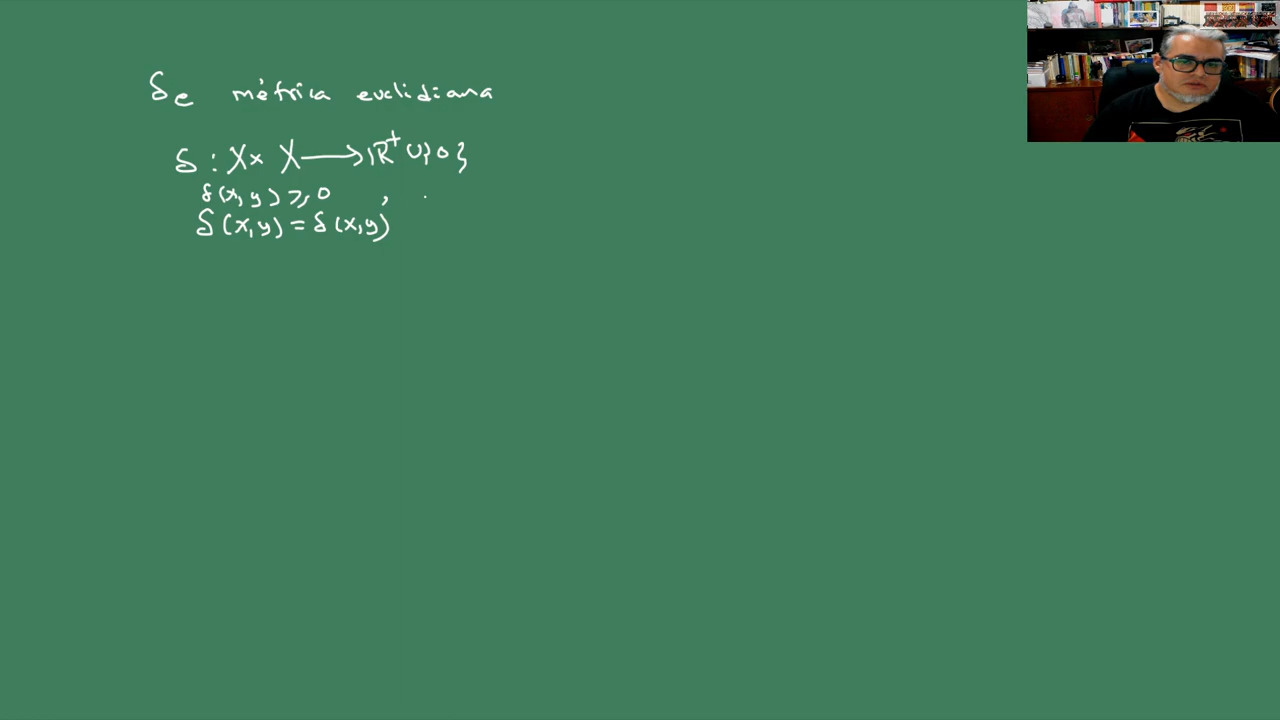 δe métrica euclidiana
δ : X × X ⟶ ℝ⁺ ∪ {0}
δ(x, y) ≥ 0 ,
δ(x, y) = δ(x, y)